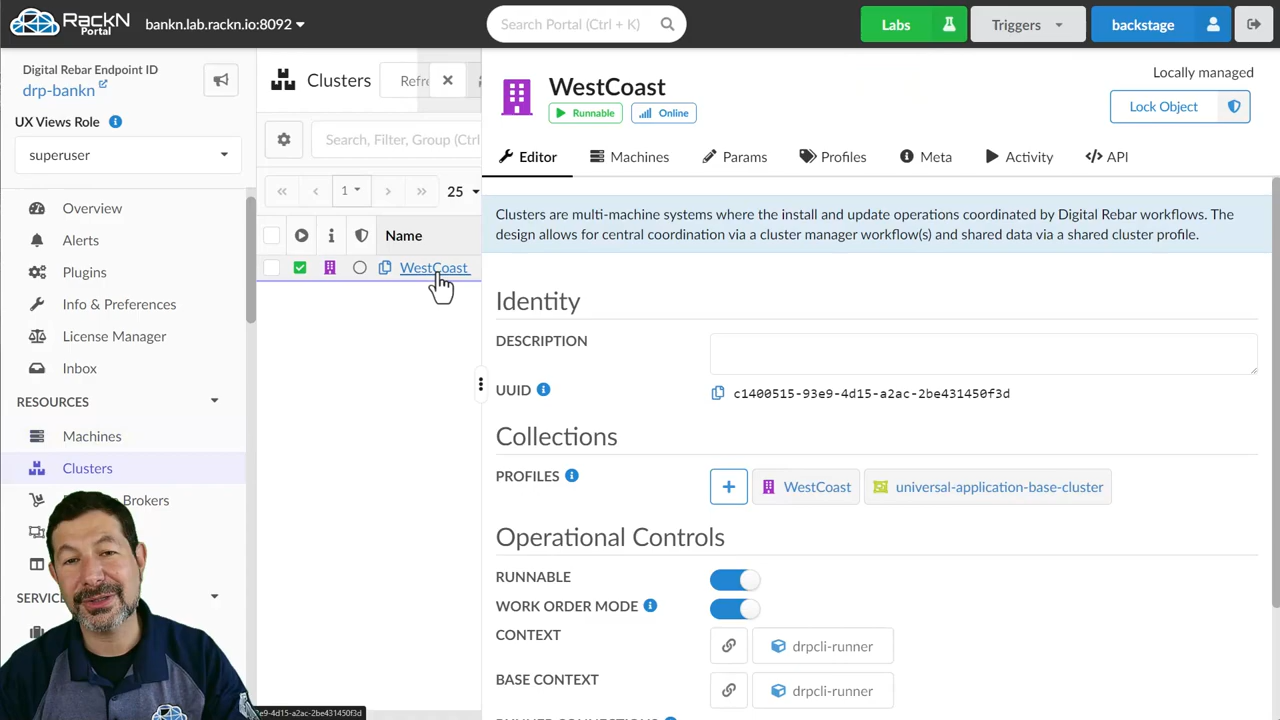 RackN
Portal
bankn.lab.rackn.io:8092
Search Portal (Ctrl + K)
Labs
Triggers
backstage
Digital Rebar Endpoint ID
drp-bankn
UX Views Role
superuser
Overview
Alerts
Plugins
Info & Preferences
License Manager
Inbox
RESOURCES
Machines
Clusters
Brokers
Clusters
Refr
Search, Filter, Group (Ctrl
1
25
Name
WestCoast
WestCoast
Runnable
Online
Locally managed
Lock Object
Editor
Machines
Params
Profiles
Meta
Activity
API
Clusters are multi-machine systems where the install and update operations coordinated by Digital Rebar workflows. The
design allows for central coordination via a cluster manager workflow(s) and shared data via a shared cluster profile.
Identity
DESCRIPTION
UUID
c1400515-93e9-4d15-a2ac-2be431450f3d
Collections
PROFILES
WestCoast
universal-application-base-cluster
Operational Controls
RUNNABLE
WORK ORDER MODE
CONTEXT
drpcli-runner
BASE CONTEXT
drpcli-runner
e9-4d15-a2ac-2be431450f3d